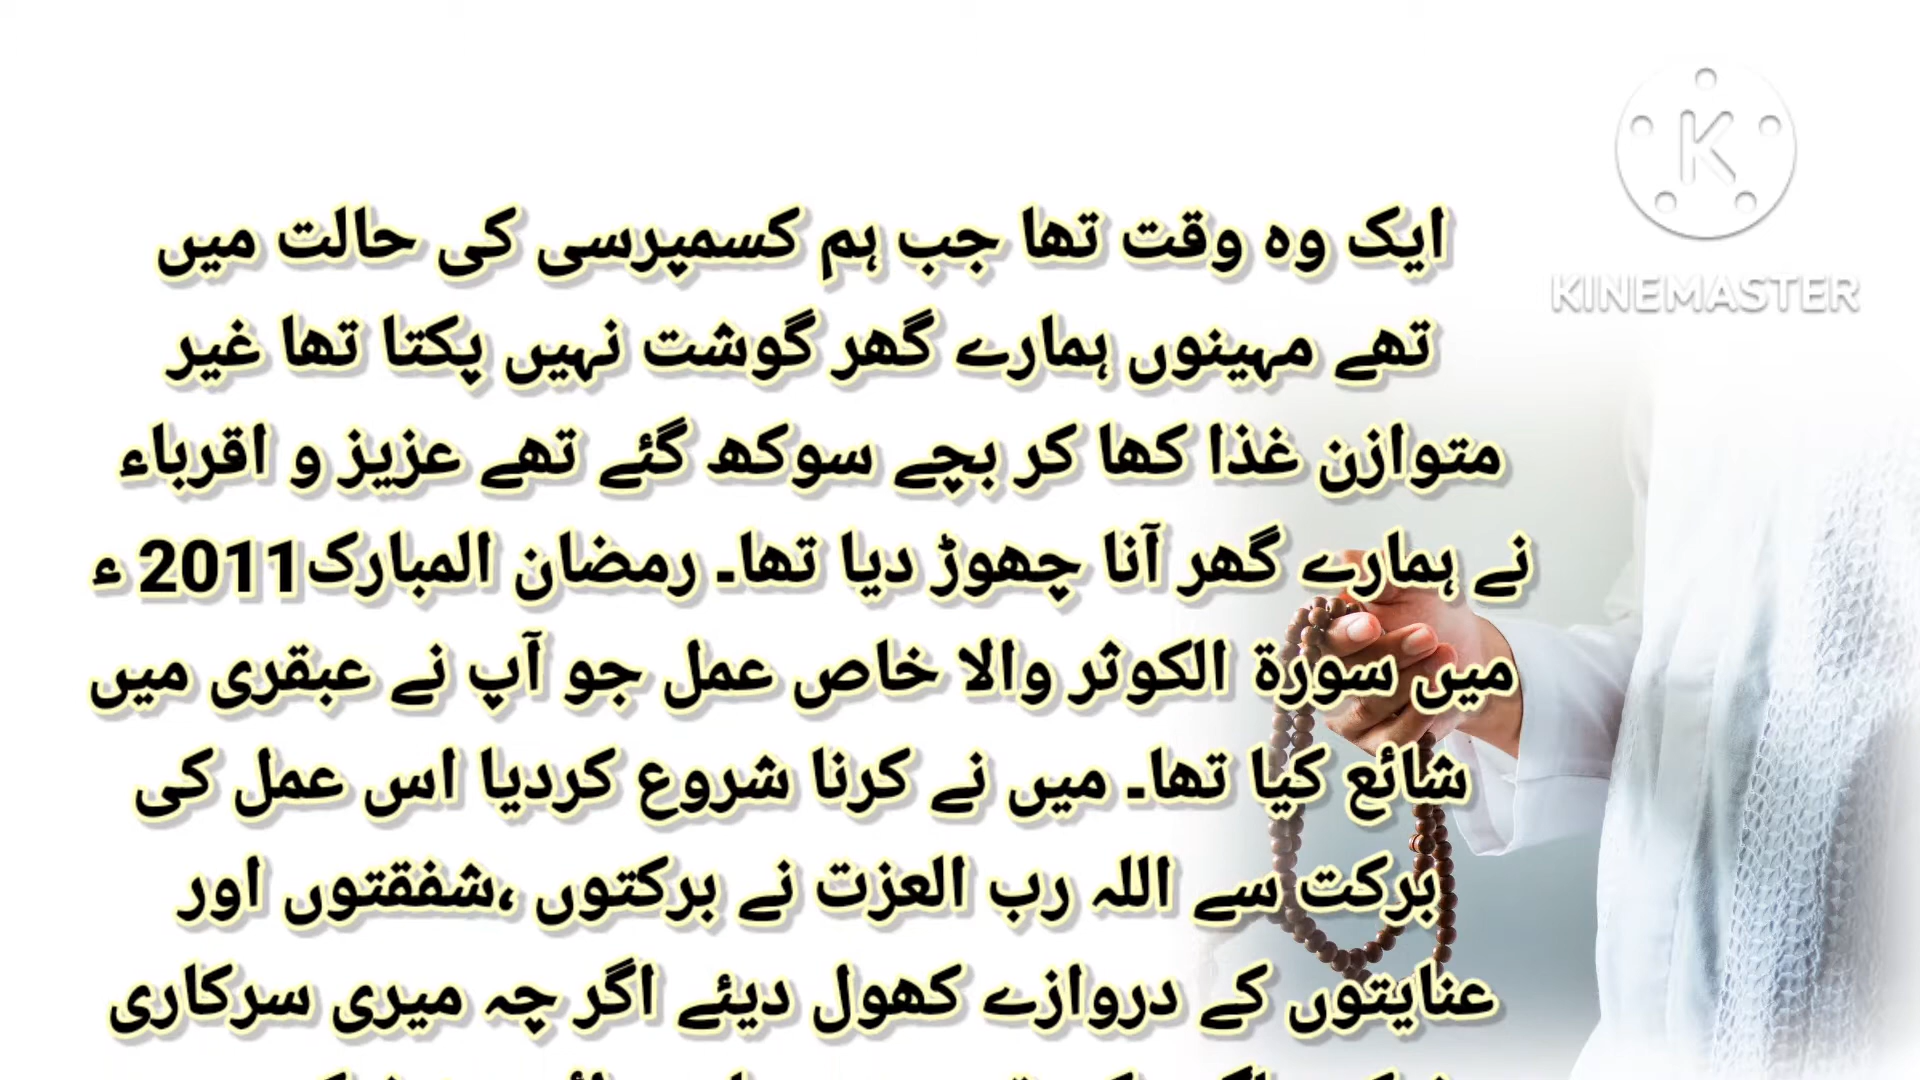 KINEMASTER
ایک وہ وقت تھا جب ہم کسمپرسی کی حالت میں
تھے مہینوں ہمارے گھر گوشت نہیں پکتا تھا غیر
متوازن غذا کھا کر بچے سوکھ گئے تھے عزیز و اقرباء
نے ہمارے گھر آنا چھوڑ دیا تھا۔ رمضان المبارک2011 ء
میں سورۃ الکوثر والا خاص عمل جو آپ نے عبقری میں
شائع کیا تھا۔ میں نے کرنا شروع کردیا اس عمل کی
برکت سے اللہ رب العزت نے برکتوں ،شفقتوں اور
عنایتوں کے دروازے کھول دیئے اگر چہ میری سرکاری